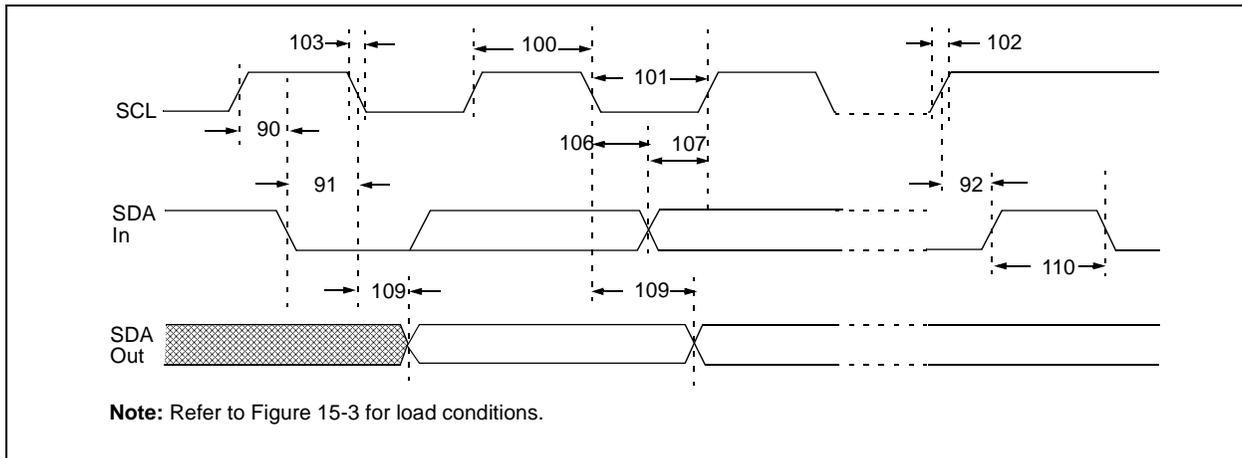 103
100
102
101
SCL
90
106
107
91
92
SDA
In
110
109
109
SDA
Out
Note: Refer to Figure 15-3 for load conditions.